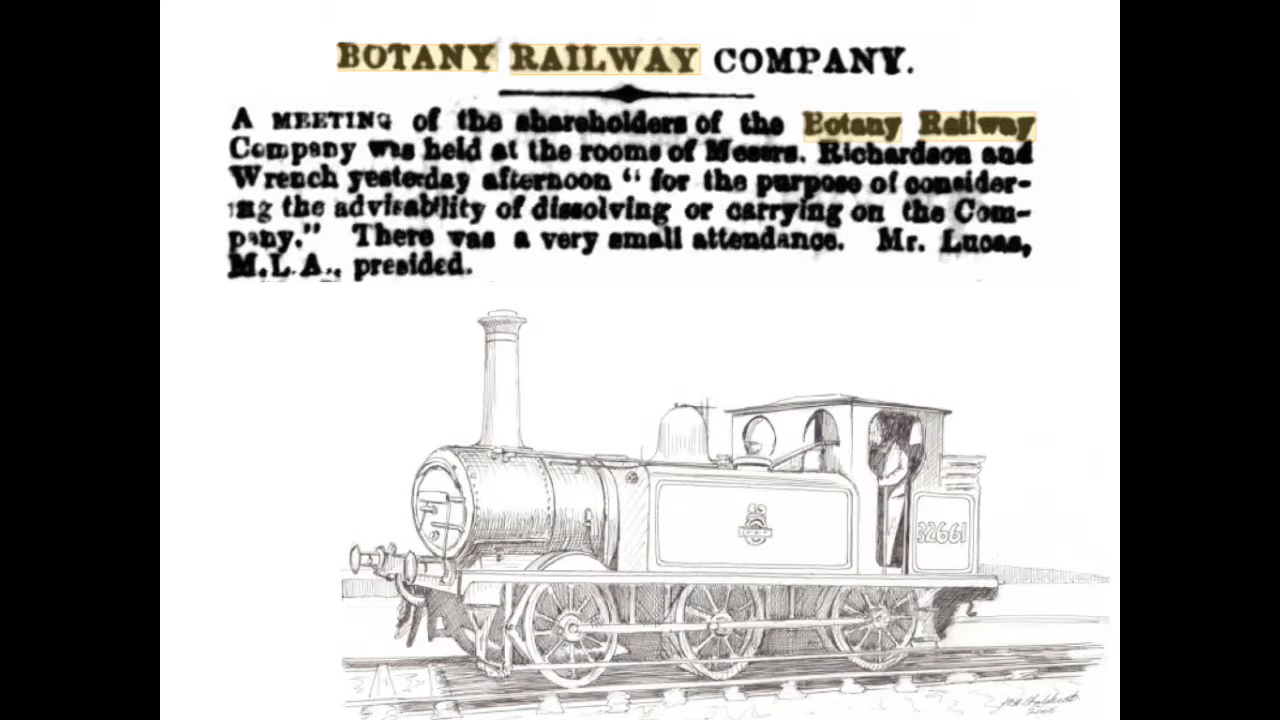 BOTANY RAILWAY COMPANY.
A MEETING of the shareholders of the Botany Railway
Company was held at the rooms of Messrs. Richardson and
Wrench yesterday afternoon " for the purpose of consider-
ing the advisability of dissolving or carrying on the Com-
pany." There was a very small attendance. Mr. Lucas,
M.L.A., presided.
32661
2005